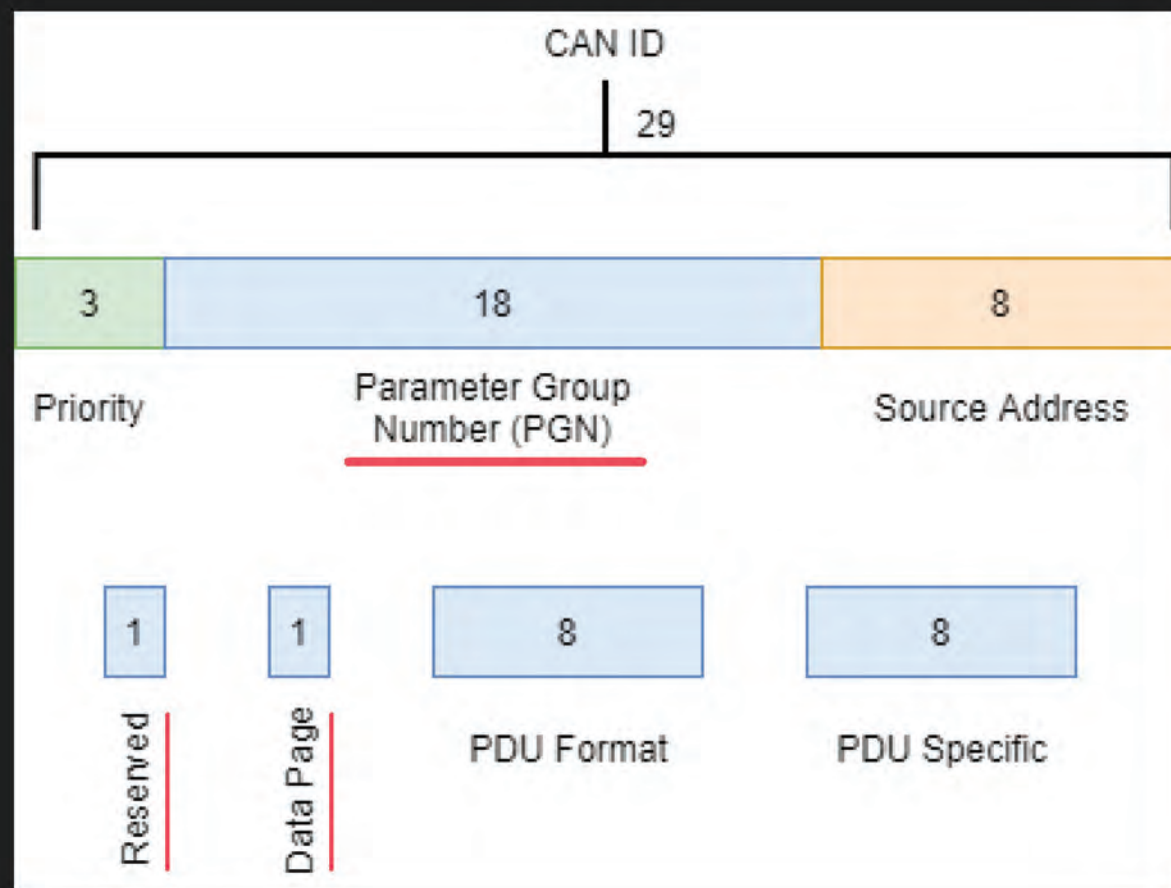 CAN ID
29
3
18
8
Priority
Parameter Group
Number (PGN)
Source Address
1
1
8
8
Reserved
Data Page
PDU Format
PDU Specific